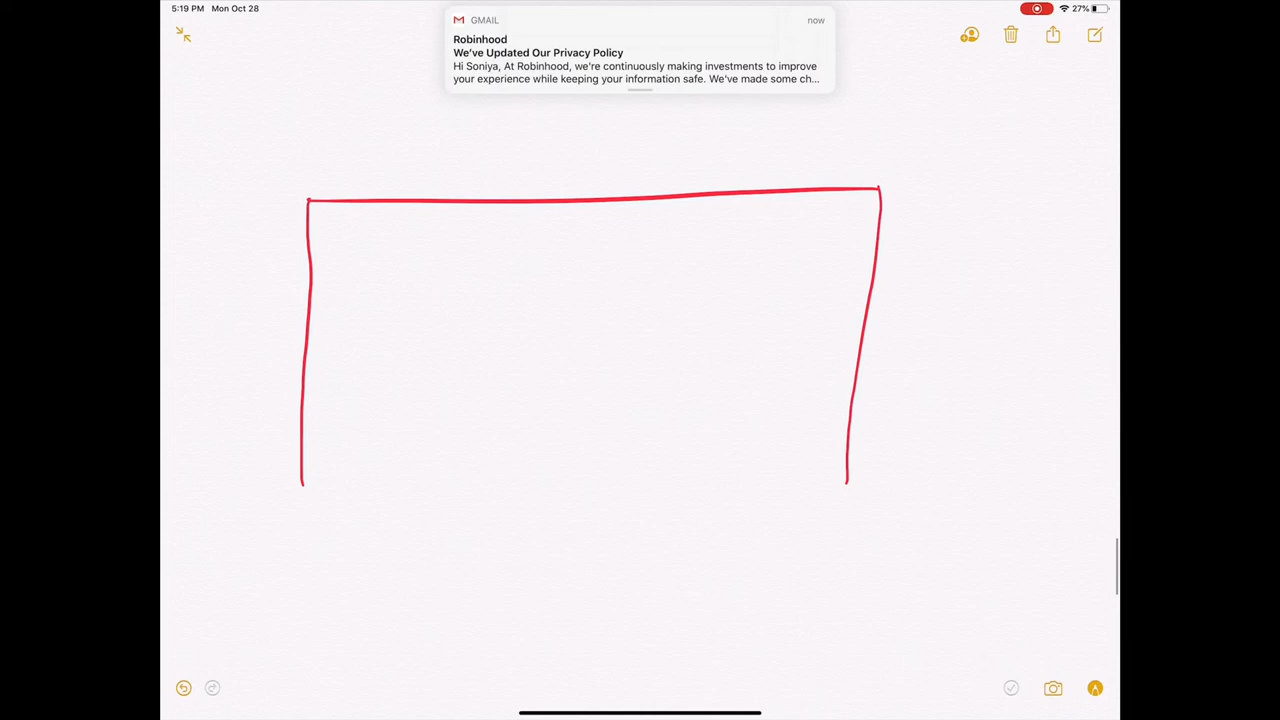 5:19 PM Mon Oct 28
27%
GMAIL
now
Robinhood
We've Updated Our Privacy Policy
Hi Soniya, At Robinhood, we're continuously making investments to improve
your experience while keeping your information safe. We've made some ch...